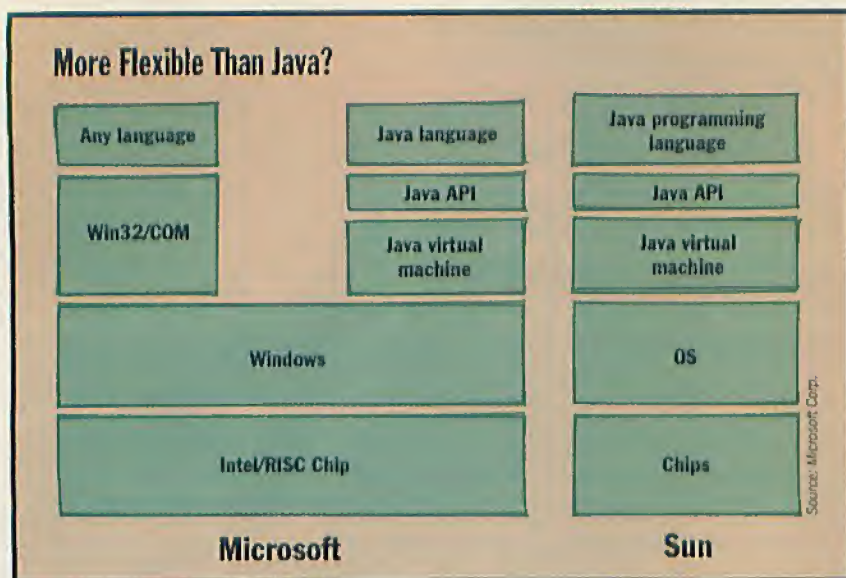 More Flexible Than Java?
Any language
Win32/COM
Java language
Java API
Java virtual
machine
Windows
Intel/RISC Chip
Microsoft
Java programming
language
Java API
Java virtual
machine
OS
Chips
Sun
Source: Microsoft Corp.